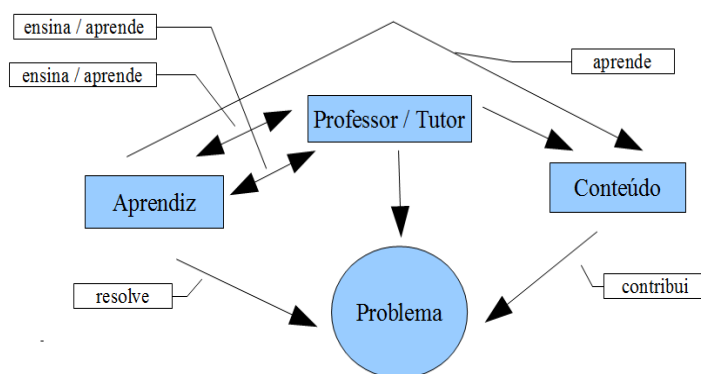 ensina / aprende
ensina / aprende
aprende
Professor / Tutor
Aprendiz
Conteúdo
resolve
Problema
contribui